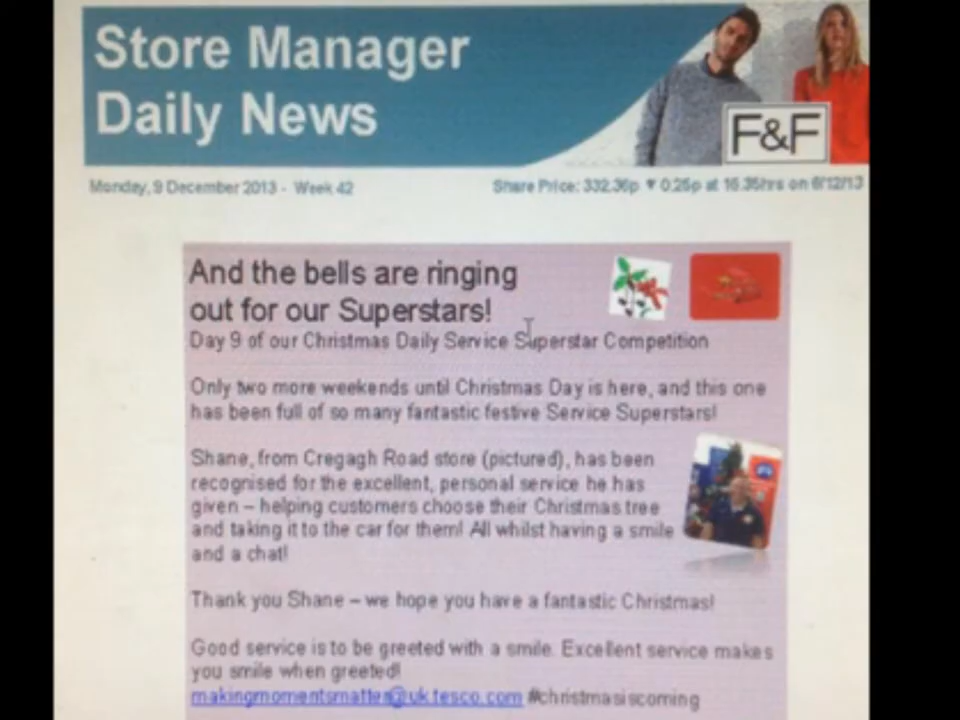 Store Manager
Daily News
F&F
Monday, 9 December 2013 - Week 42
Share Price: 332.36p ▼ 0.25p at 16.35hrs on 6/12/13
And the bells are ringing
out for our Superstars!
Day 9 of our Christmas Daily Service Superstar Competition
Only two more weekends until Christmas Day is here, and this one
has been full of so many fantastic festive Service Superstars!
Shane, from Cregagh Road store (pictured), has been
recognised for the excellent, personal service he has
given – helping customers choose their Christmas tree
and taking it to the car for them! All whilst having a smile
and a chat!
Thank you Shane – we hope you have a fantastic Christmas!
Good service is to be greeted with a smile. Excellent service makes
you smile when greeted!
makingmomentsmatter@uk.tesco.com #christmasiscoming